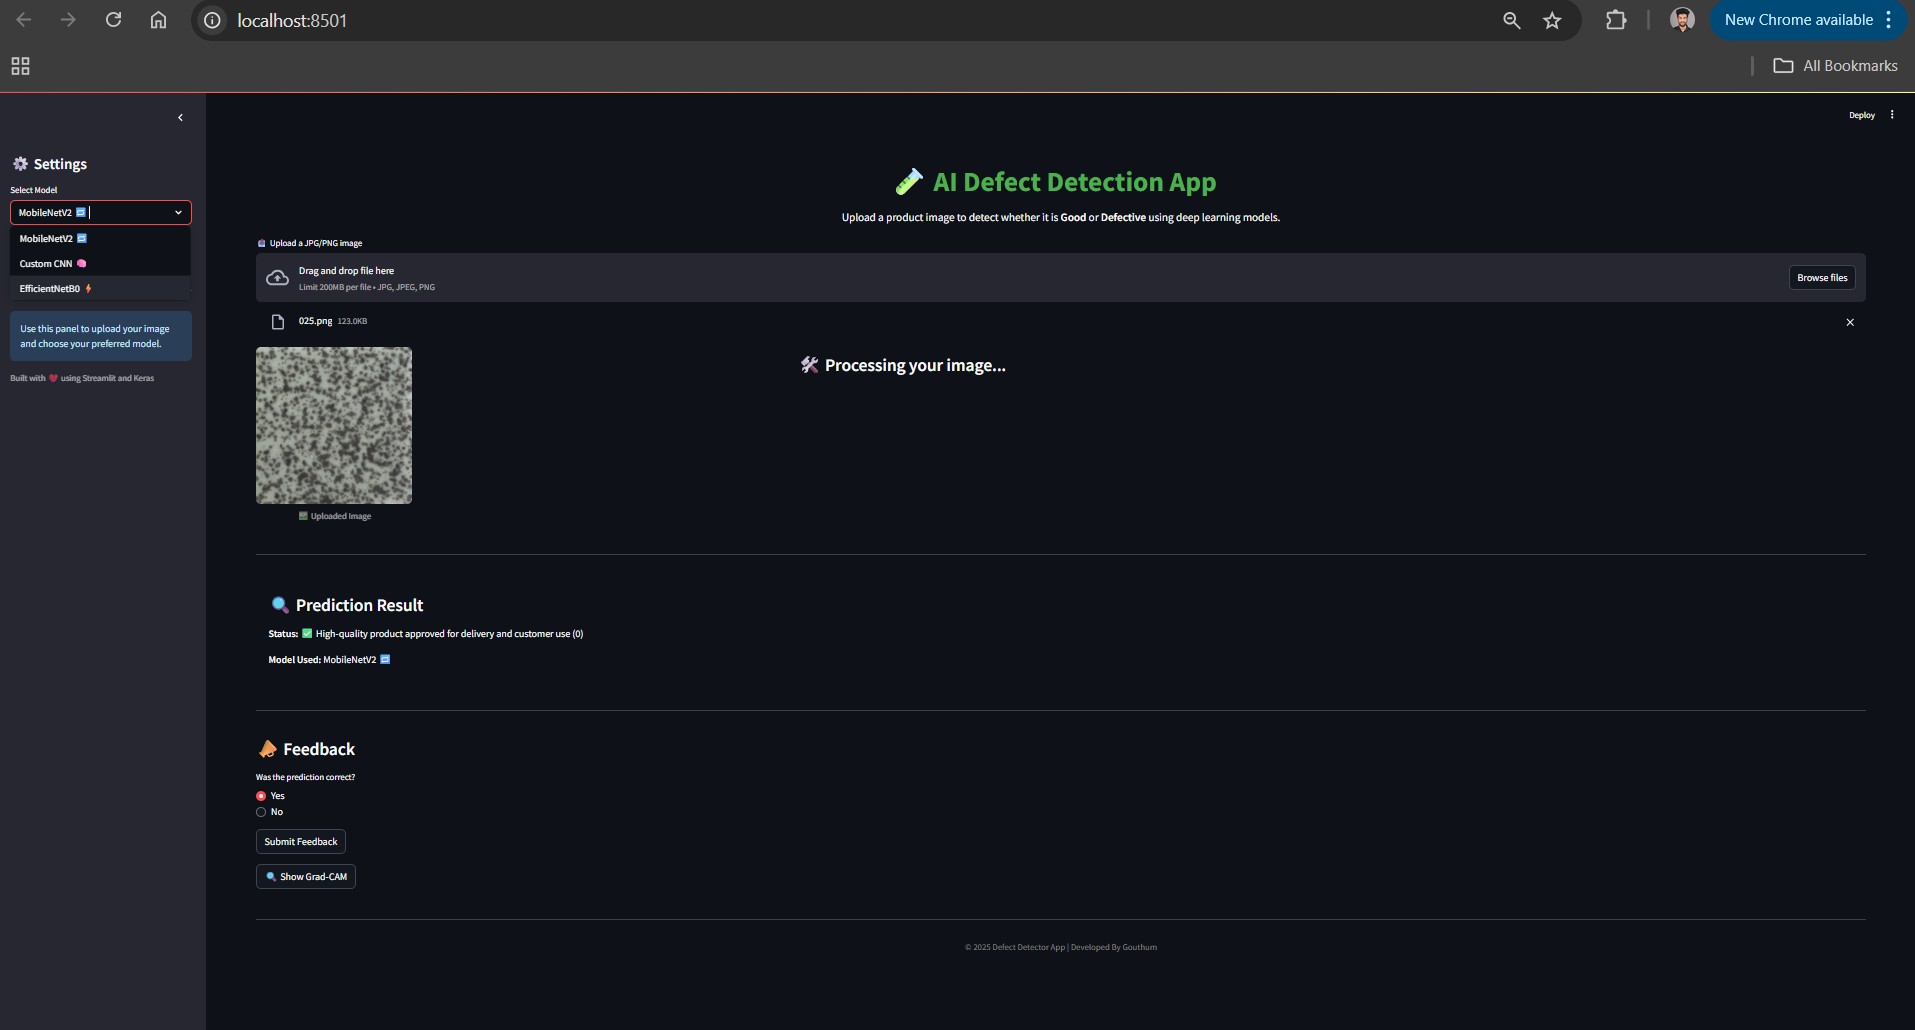 localhost:8501
New Chrome available
All Bookmarks
Deploy
Settings
Select Model
MobileNetV2
MobileNetV2
Custom CNN
EfficientNetB0
Use this panel to upload your image
and choose your preferred model.
Built with ❤️ using Streamlit and Keras
AI Defect Detection App
Upload a product image to detect whether it is Good or Defective using deep learning models.
Upload a JPG/PNG image
Drag and drop file here
Limit 200MB per file • JPG, JPEG, PNG
Browse files
025.png 123.0KB
Processing your image...
Uploaded Image
Prediction Result
Status: ✅ High-quality product approved for delivery and customer use (0)
Model Used: MobileNetV2
Feedback
Was the prediction correct?
Yes
No
Submit Feedback
Show Grad-CAM
© 2025 Defect Detector App | Developed By Gouthum